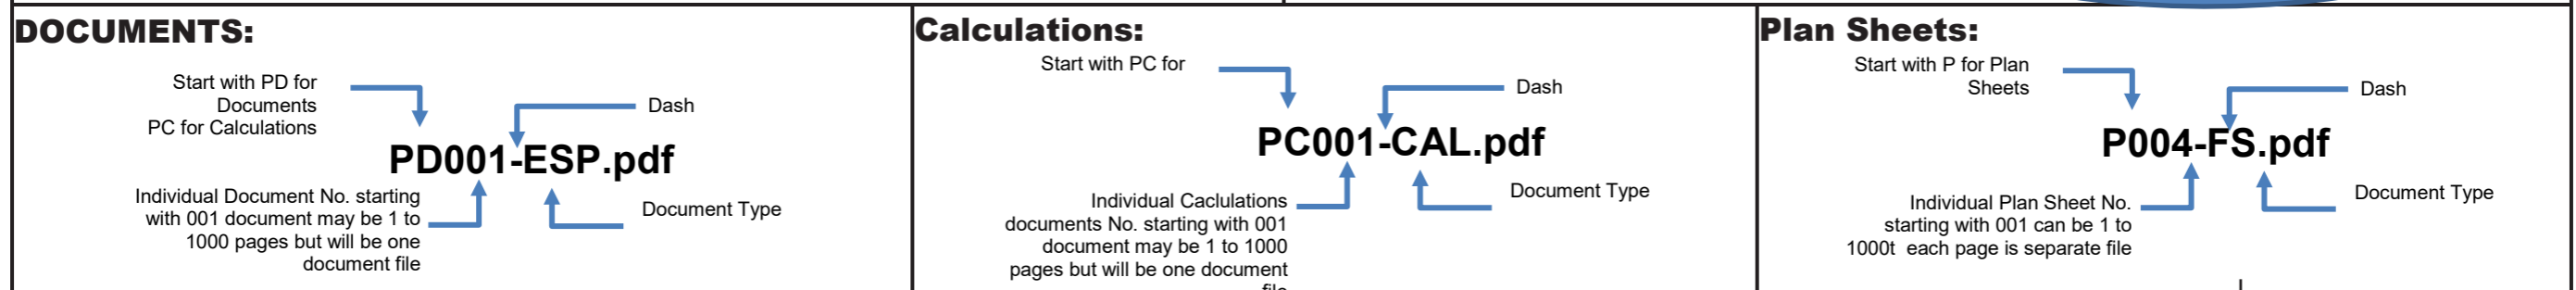 DOCUMENTS:
Start with PD for
Documents
PC for Calculations
Dash
PD001-ESP.pdf
Individual Document No. starting
with 001 document may be 1 to
1000 pages but will be one
document file
Document Type
Calculations:
Start with PC for
Dash
PC001-CAL.pdf
Individual Caclulations
documents No. starting with 001
document may be 1 to 1000
pages but will be one document
file
Document Type
Plan Sheets:
Start with P for Plan
Sheets
Dash
P004-FS.pdf
Individual Plan Sheet No.
starting with 001 can be 1 to
1000t each page is separate file
Document Type